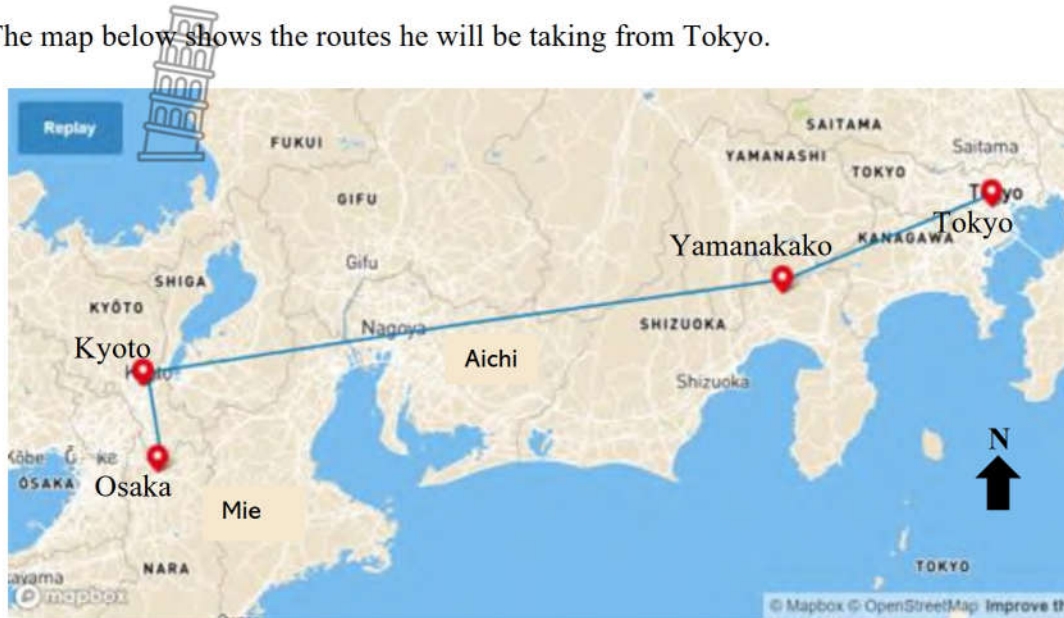 The map below shows the routes he will be taking from Tokyo.
Replay
SAITAMA
FUKUI
YAMANASHI
Saitama
TOKYO
GIFU
Tokyo
Yamanakako
KANAGAWA
Gifu
SHIGA
KYŌTO
SHIZUOKA
Nagoya
Kyoto
Aichi
Shizuoka
N
Kōbe
OSAKA
Osaka
Mie
NARA
TOKYO
mapbox
© Mapbox © OpenStreetMap Improve th